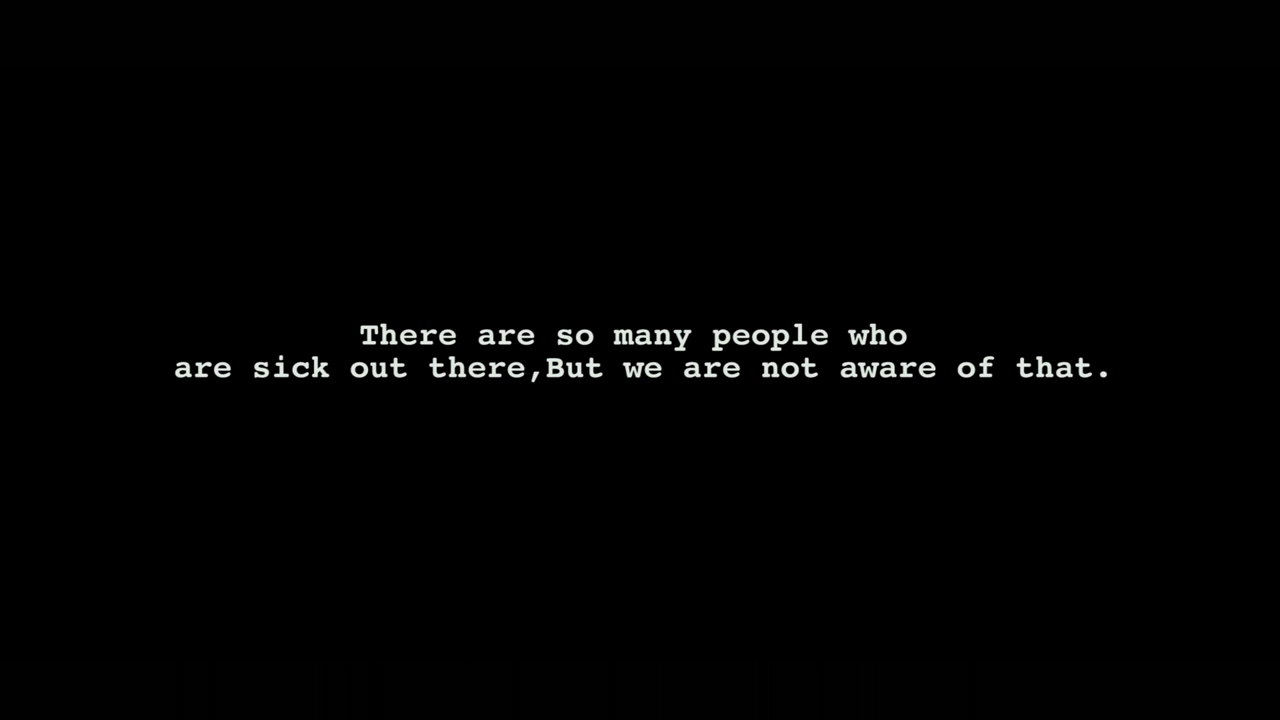 There are so many people who
are sick out there,But we are not aware of that.